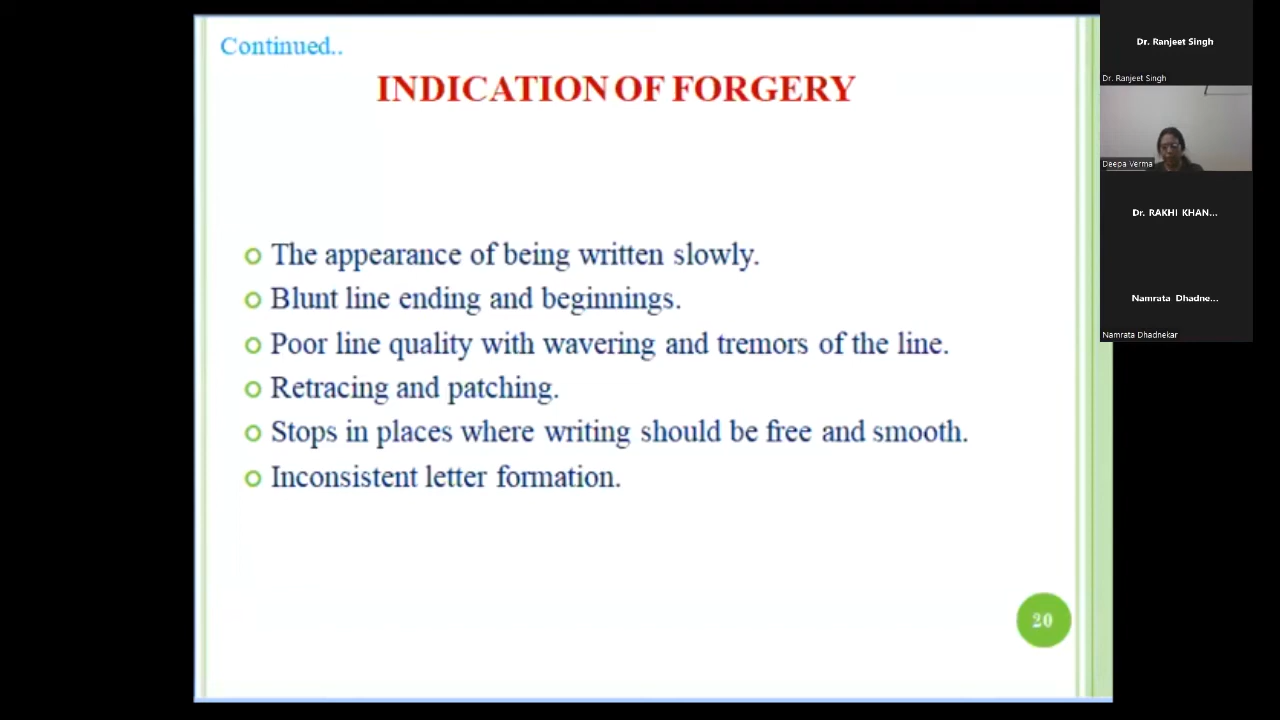 Continued..
INDICATION OF FORGERY
The appearance of being written slowly.
Blunt line ending and beginnings.
Poor line quality with wavering and tremors of the line.
Retracing and patching.
Stops in places where writing should be free and smooth.
Inconsistent letter formation.
20
Dr. Ranjeet Singh
Dr. Ranjeet Singh
Deepa Verma
Dr. RAKHI KHAN...
Namrata Dhadne...
Namrata Dhadnekar